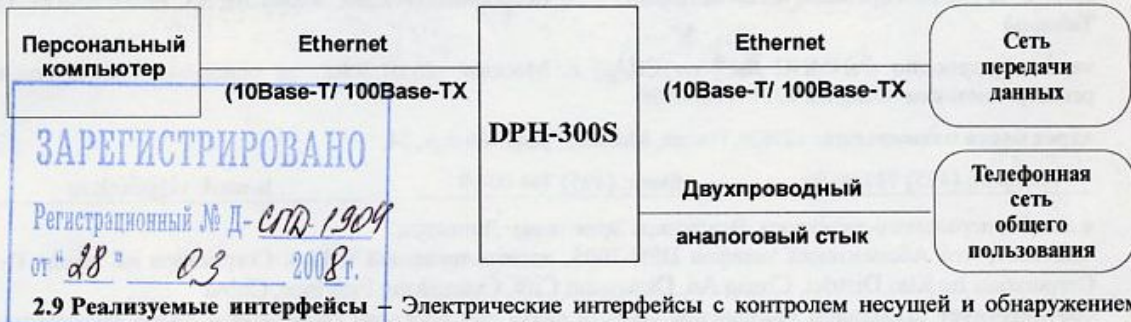 Персональный
компьютер
Ethernet
(10Base-T/ 100Base-TX
DPH-300S
Ethernet
(10Base-T/ 100Base-TX
Сеть
передачи
данных
Двухпроводный
аналоговый стык
Телефонная
сеть
общего
пользования
ЗАРЕГИСТРИРОВАНО
Регистрационный № Д-СПД-1904
от "28" 03 2008г.
2.9 Реализуемые интерфейсы – Электрические интерфейсы с контролем несущей и обнаружением